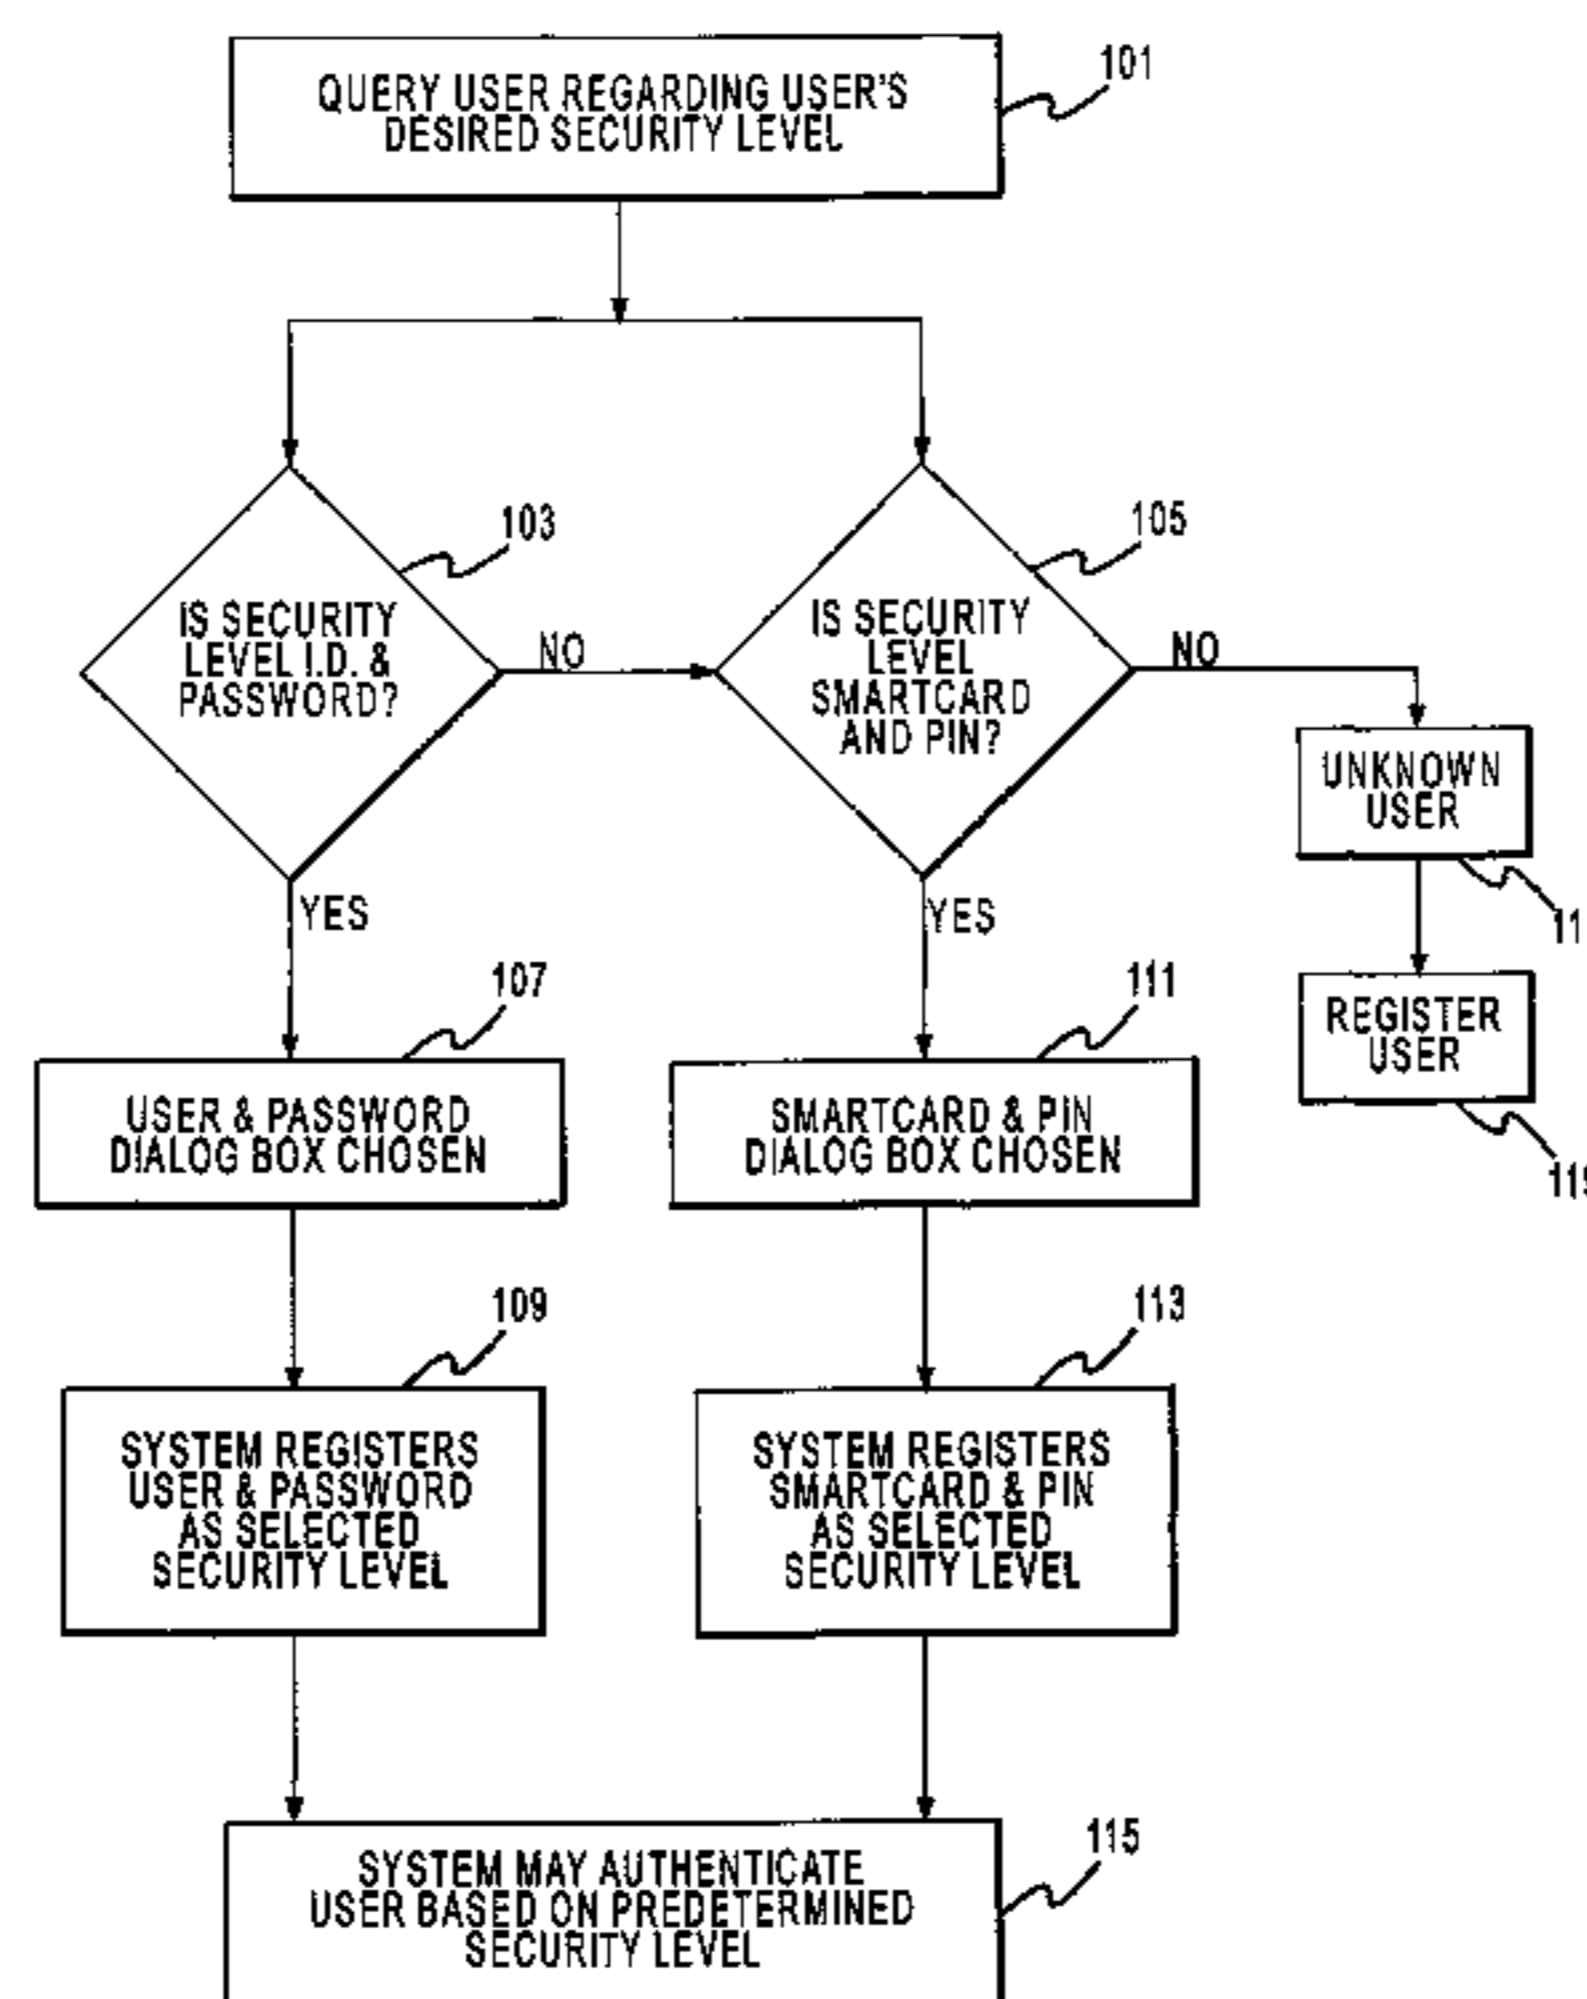 QUERY USER REGARDING USER'S
DESIRED SECURITY LEVEL
101
103
IS SECURITY
LEVEL I.D. &
PASSWORD?
NO
YES
105
IS SECURITY
LEVEL
SMARTCARD
AND PIN?
NO
YES
UNKNOWN
USER
REGISTER
USER
107
USER & PASSWORD
DIALOG BOX CHOSEN
111
SMARTCARD & PIN
DIALOG BOX CHOSEN
109
SYSTEM REGISTERS
USER & PASSWORD
AS SELECTED
SECURITY LEVEL
113
SYSTEM REGISTERS
SMARTCARD & PIN
AS SELECTED
SECURITY LEVEL
SYSTEM MAY AUTHENTICATE
USER BASED ON PREDETERMINED
SECURITY LEVEL
115